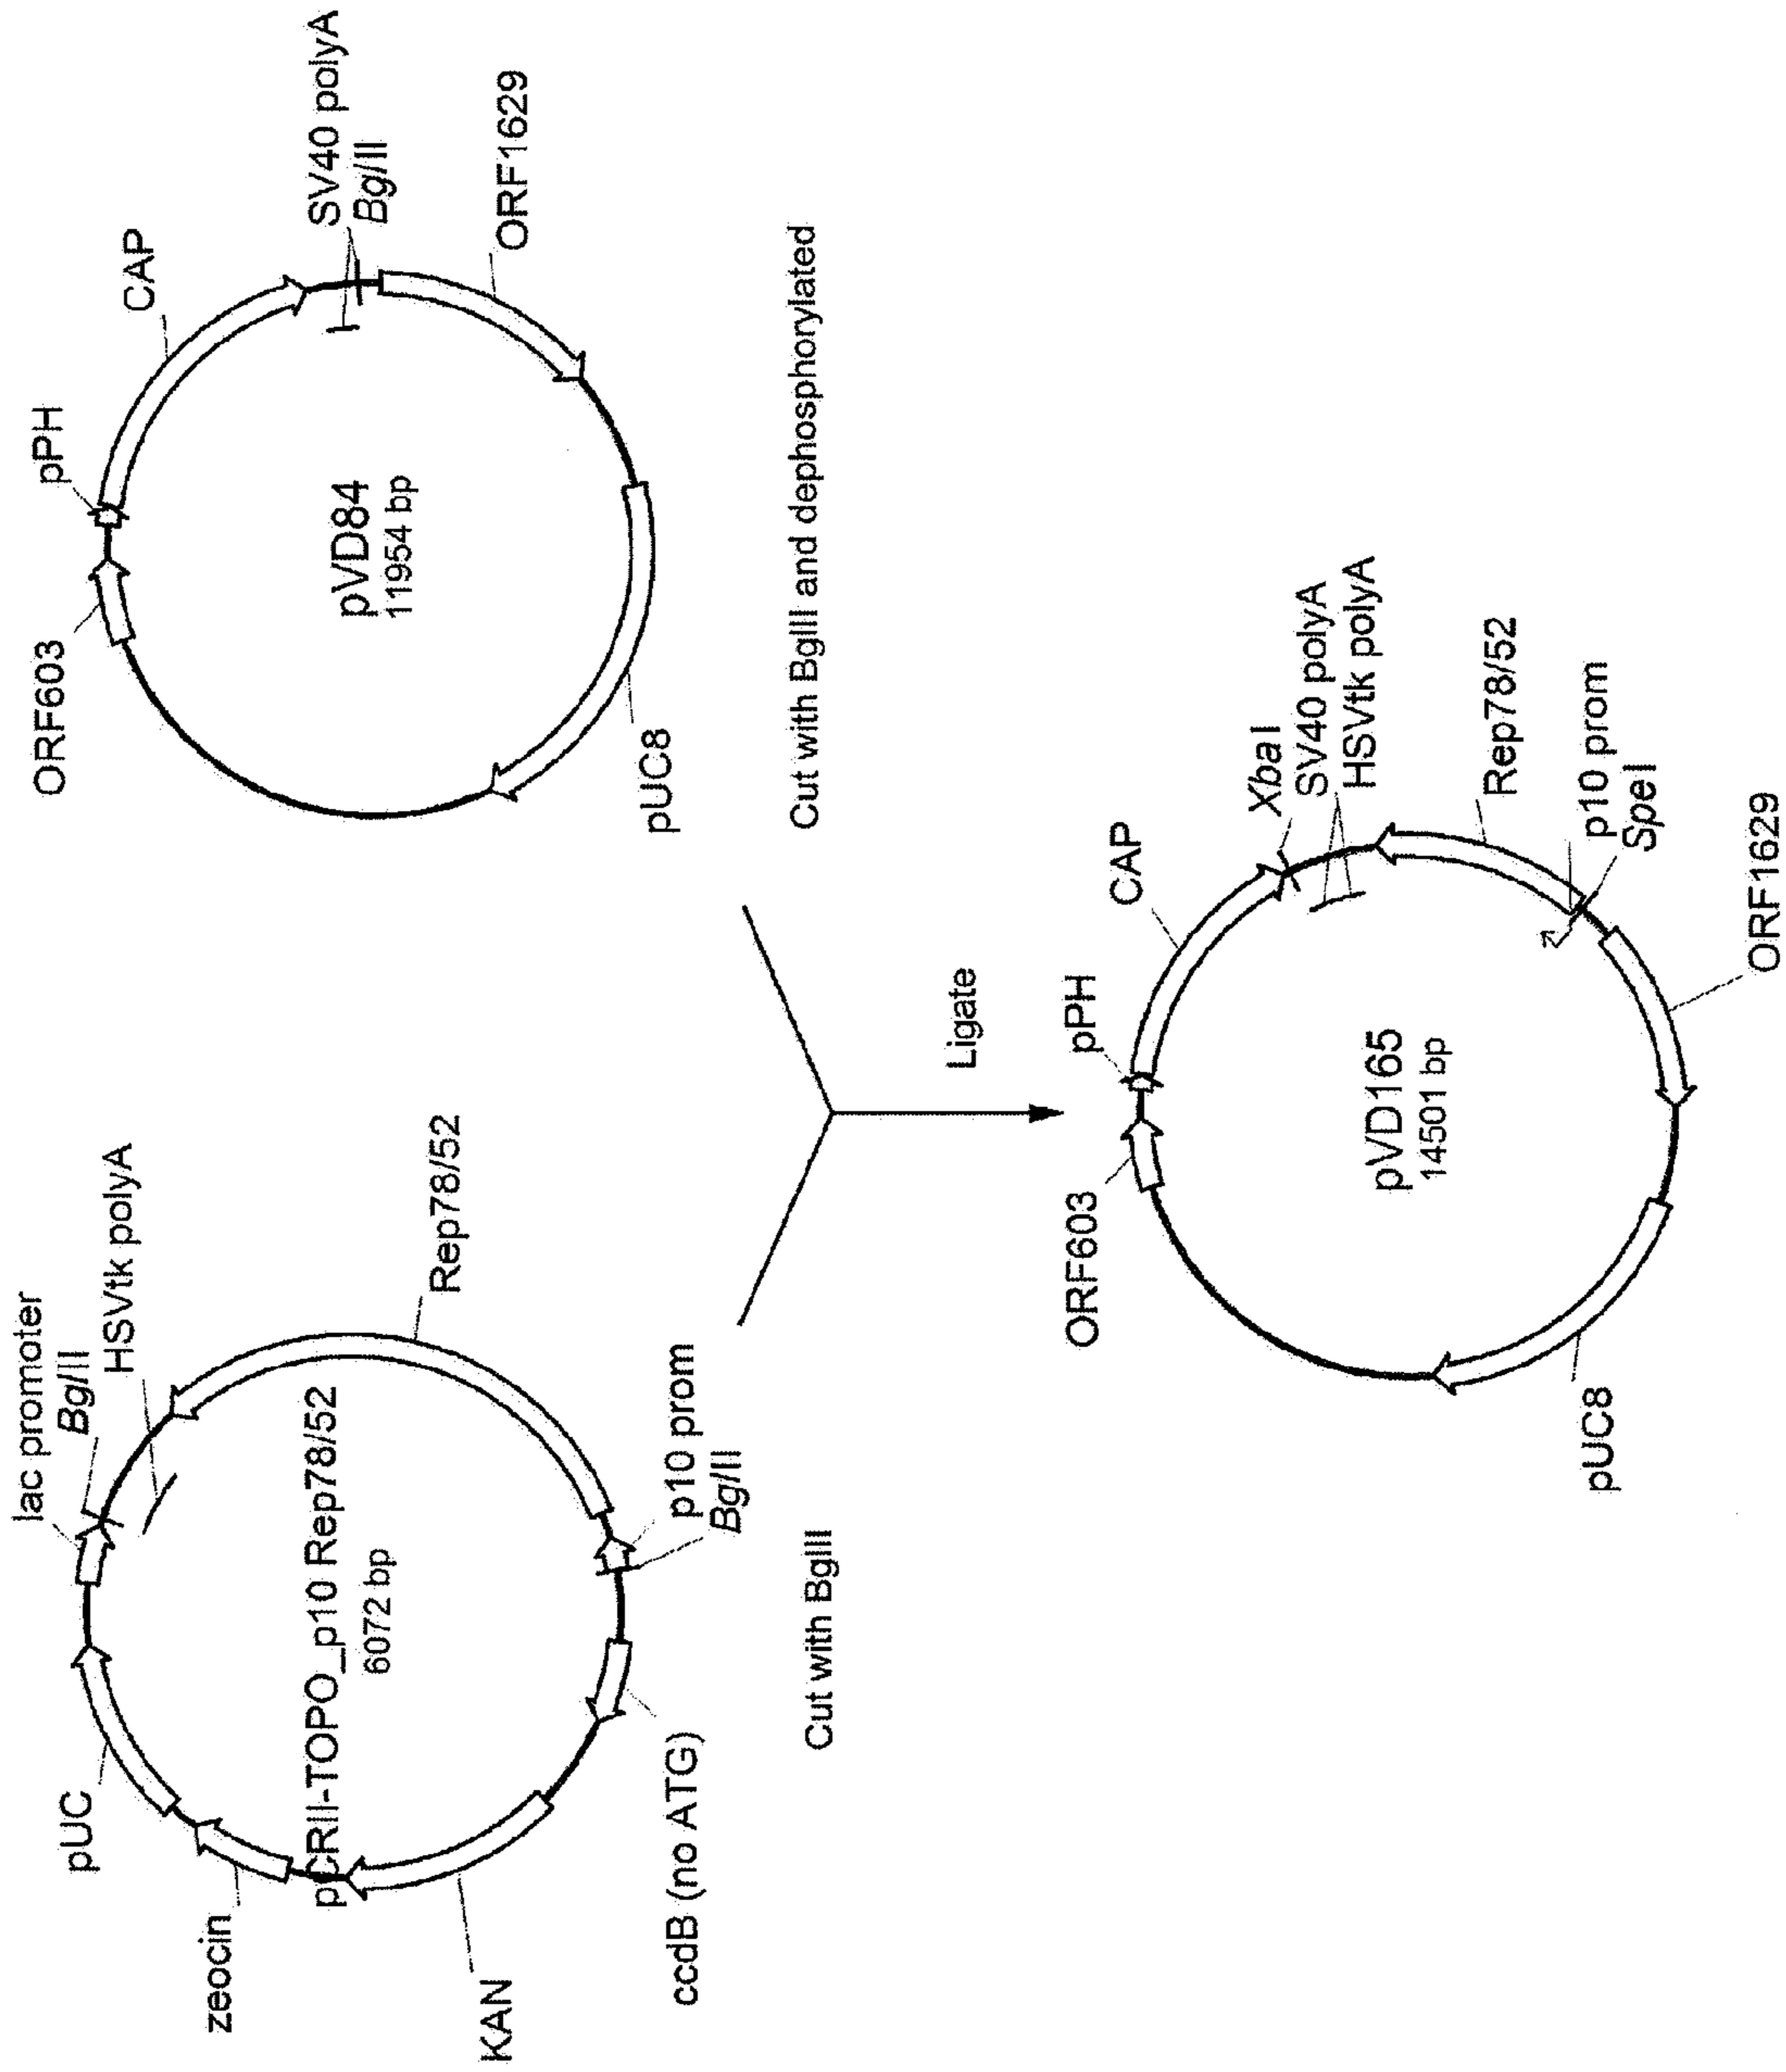 lac promoter
BglII
HSVtk polyA
Rep78/52
p10 prom
BglII
ccdB (no ATG)
KAN
zeocin
pUC
pCRII-TOPO_p10 Rep78/52
6072 bp
Cut with BglII
ORF603
pPH
CAP
SV40 polyA
BglII
ORF1629
pUC8
pVD84
11954 bp
Cut with BglII and dephosphorylated
Ligate
ORF603
pPH
CAP
XbaI
SV40 polyA
HSVtk polyA
Rep78/52
p10 prom
SpeI
ORF1629
pUC8
pVD165
14501 bp